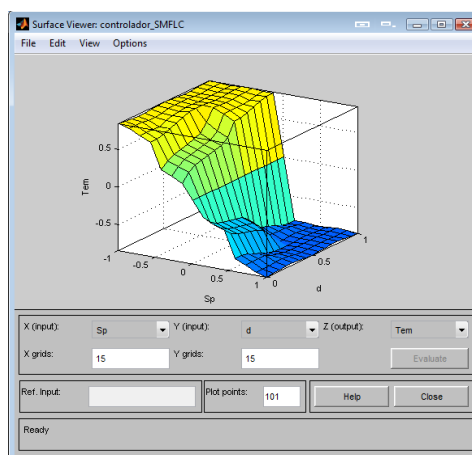 Surface Viewer: controlador_SMFLC
File Edit View Options
0.5
0
-0.5
Tem
-1
-0.5
0
0.5
1
Sp
0
0.5
1
d
X (input): Sp Y (input): d Z (output): Tem
X grids: 15 Y grids: 15 Evaluate
Ref. Input: Plot points: 101 Help Close
Ready